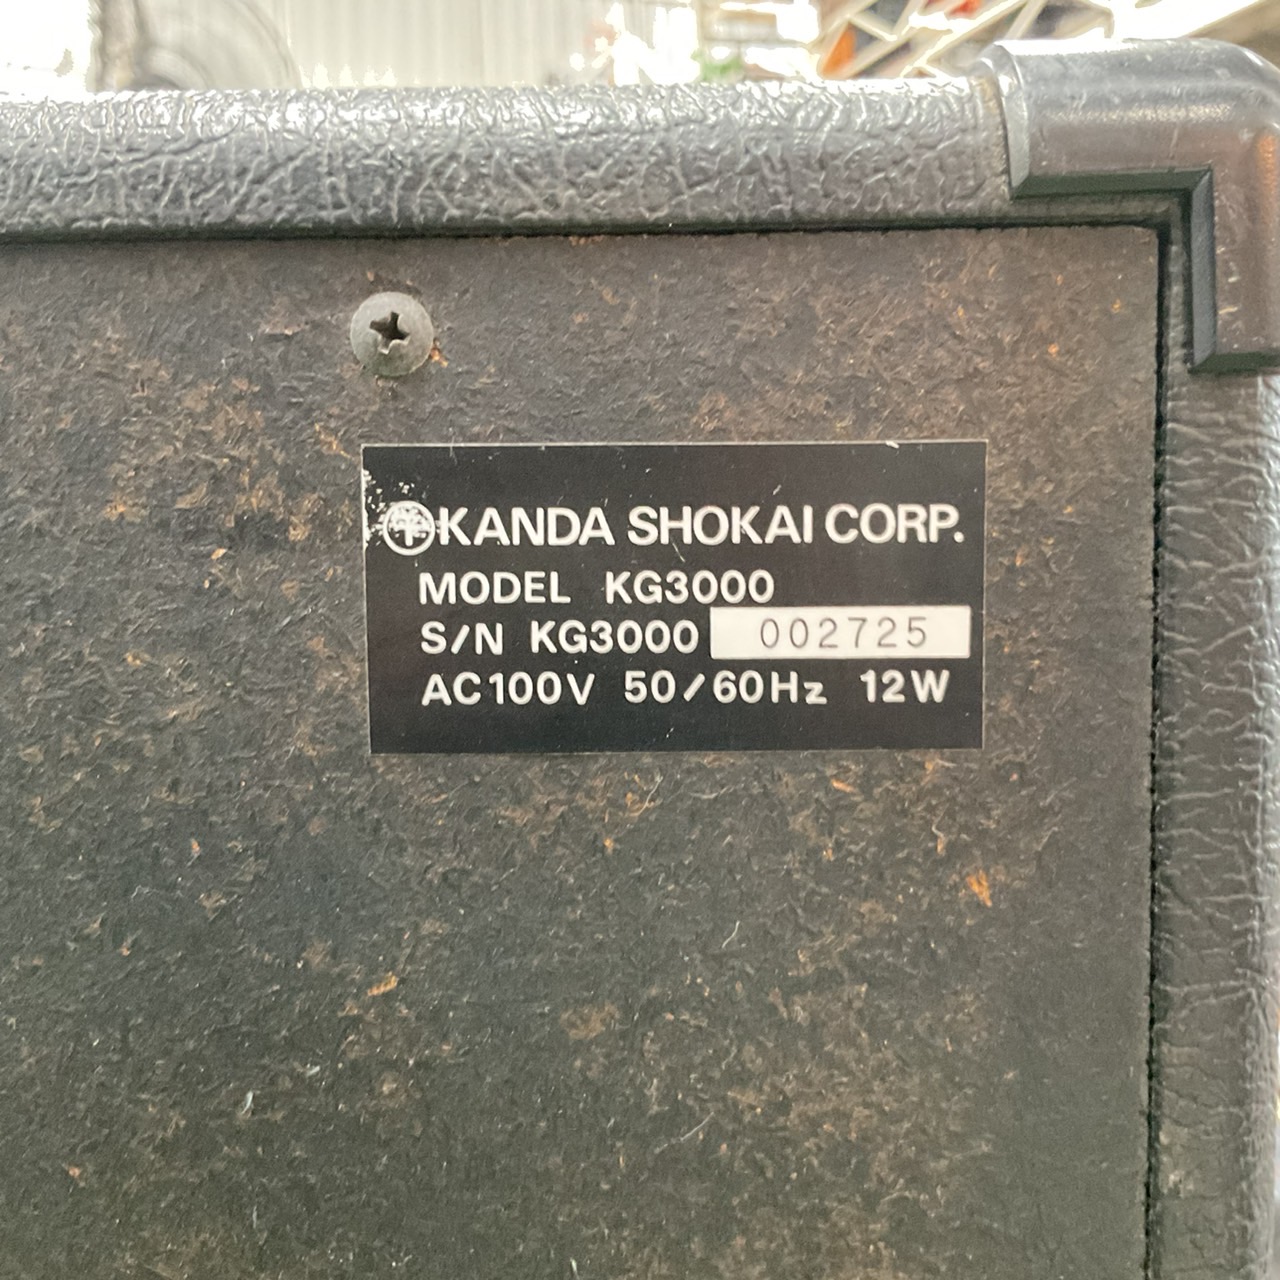 KANDA SHOKAI CORP.
MODEL KG3000
S/N KG3000 002725
AC100V 50/60Hz 12W